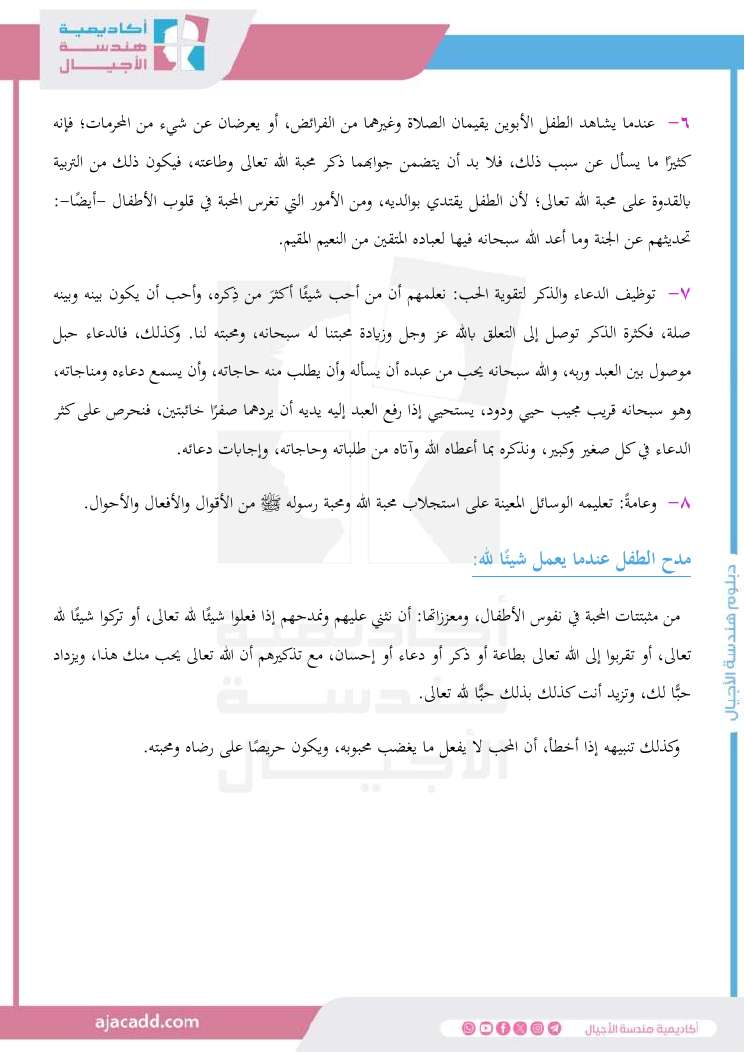 أكاديمية
هندسة
الأجيال
٦- عندما يشاهد الطفل الأبوين يقيمان الصلاة وغيرهما من الفرائض، أو يعرضان عن شيء من المحرمات؛ فإنه
كثيرًا ما يسأل عن سبب ذلك، فلا بد أن يتضمن جوابهما ذكر محبة الله تعالى وطاعته، فيكون ذلك من التربية
بالقدوة على محبة الله تعالى؛ لأن الطفل يقتدي بوالديه، ومن الأمور التي تغرس المحبة في قلوب الأطفال -أيضًا-:
تحديثهم عن الجنة وما أعد الله سبحانه فيها لعباده المتقين من النعيم المقيم.
٧- توظيف الدعاء والذكر لتقوية الحب: نعلمهم أن من أحب شيئًا أكثرَ من ذِكره، وأحب أن يكون بينه وبينه
صلة، فكثرة الذكر توصل إلى التعلق بالله عز وجل وزيادة محبتنا له سبحانه، ومحبته لنا. وكذلك، فالدعاء حبل
موصول بين العبد وربه، والله سبحانه يحب من عبده أن يسأله وأن يطلب منه حاجاته، وأن يسمع دعاءه ومناجاته،
وهو سبحانه قريب مجيب حيي ودود، يستحيي إذا رفع العبد إليه يديه أن يردهما صفرًا خائبتين، فنحرص على كثر
الدعاء في كل صغير وكبير، ونذكره بما أعطاه الله وآتاه من طلباته وحاجاته، وإجابات دعائه.
٨- وعامةً: تعليمه الوسائل المعينة على استجلاب محبة الله ومحبة رسوله ﷺ من الأقوال والأفعال والأحوال.
مدح الطفل عندما يعمل شيئًا لله:
من مثبتتات المحبة في نفوس الأطفال، ومعززاتها: أن نثني عليهم ونمدحهم إذا فعلوا شيئًا لله تعالى، أو تركوا شيئًا لله
تعالى، أو تقربوا إلى الله تعالى بطاعة أو ذكر أو دعاء أو إحسان، مع تذكيرهم أن الله تعالى يحب منك هذا، ويزداد
حبًّا لك، وتزيد أنت كذلك بذلك حبًّا لله تعالى.
وكذلك تنبيهه إذا أخطأ، أن المحب لا يفعل ما يغضب محبوبه، ويكون حريصًا على رضاه ومحبته.
أكاديمية
هندسة
الأجيال
دبلوم هندسة الأجيال
أكاديمية هندسة الأجيال
ajacadd.com